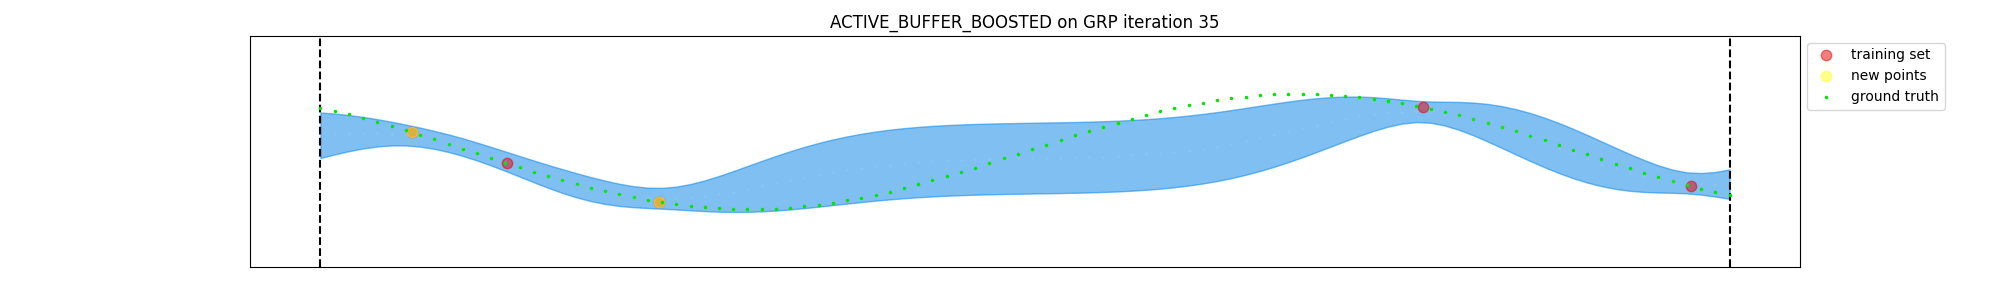 ACTIVE_BUFFER_BOOSTED on GRP iteration 35
training set
new points
ground truth